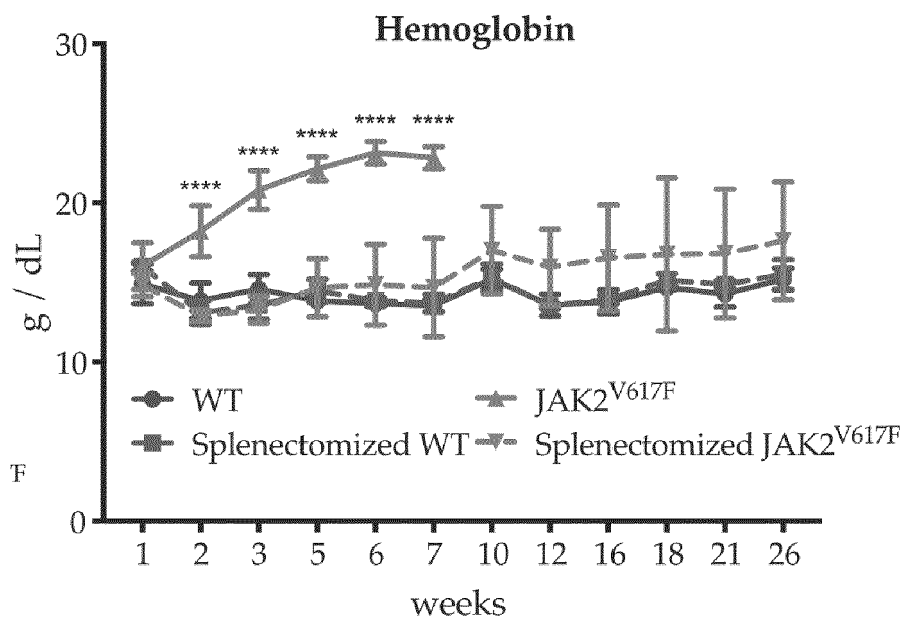 Hemoglobin
30
**** ****
****
****
****
20
g / dL
10
WT
JAK2V617F
Splenectomized WT
Splenectomized JAK2V617F
F
0
1 2 3 5 6 7 10 12 16 18 21 26
weeks